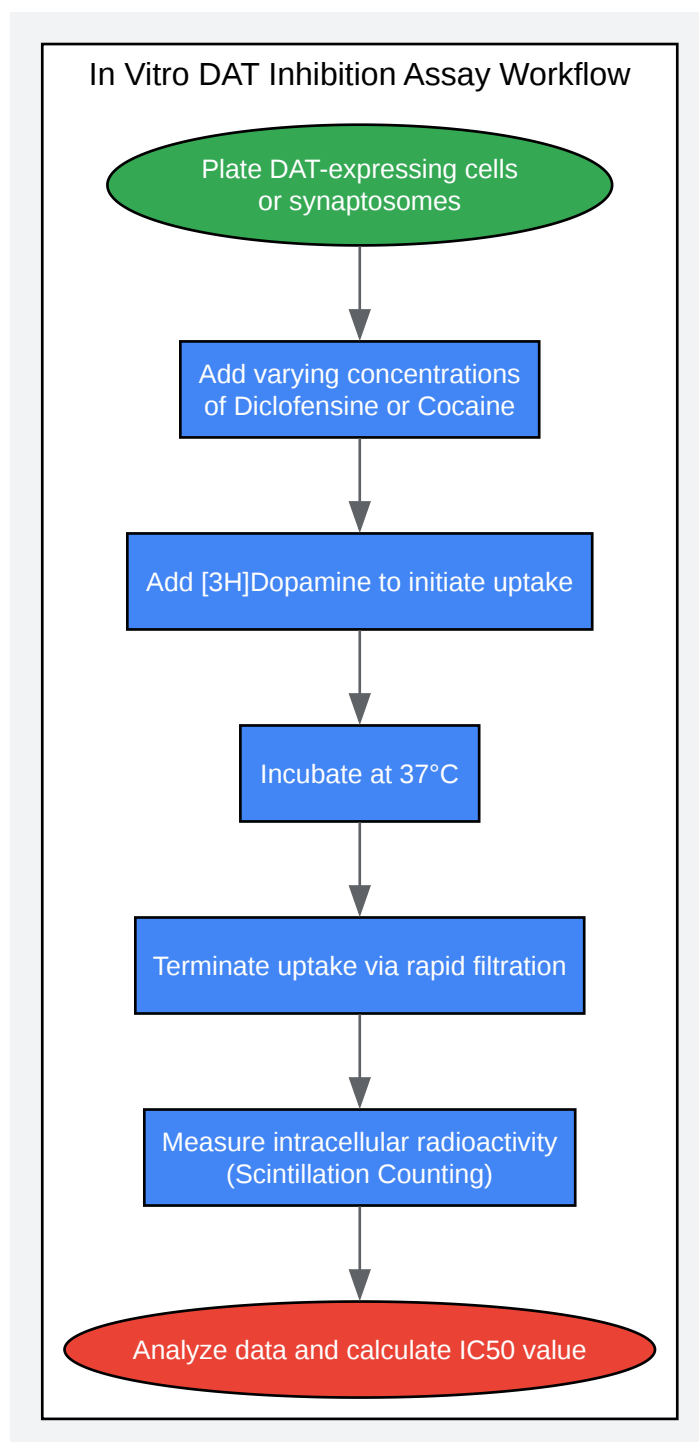 In Vitro DAT Inhibition Assay Workflow
Plate DAT-expressing cells
or synaptosomes
Add varying concentrations
of Diclofensine or Cocaine
Add [3H]Dopamine to initiate uptake
Incubate at 37°C
Terminate uptake via rapid filtration
Measure intracellular radioactivity
(Scintillation Counting)
Analyze data and calculate IC50 value